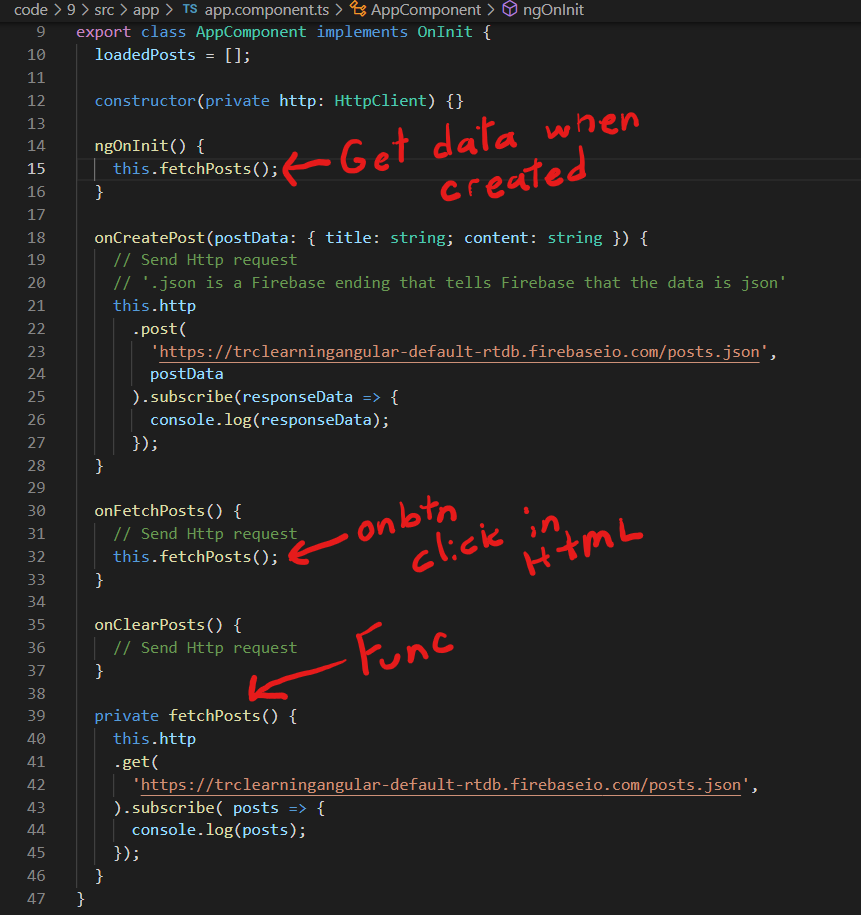 code > 9 > src > app > TS app.component.ts > AppComponent > ngOnInit
9 export class AppComponent implements OnInit {
10 loadedPosts = [];
11
12 constructor(private http: HttpClient) {}
13
14 ngOnInit() {
15 this.fetchPosts(); ← Get data when
created
16 }
17
18 onCreatePost(postData: { title: string; content: string }) {
19 // Send Http request
20 // '.json is a Firebase ending that tells Firebase that the data is json'
21 this.http
22 .post(
23 'https://trclearningangular-default-rtdb.firebaseio.com/posts.json',
24 postData
25 ).subscribe(responseData => {
26 console.log(responseData);
27 });
28 }
29
30 onFetchPosts() {
31 // Send Http request
32 this.fetchPosts(); ← onbtn
click in
HtmL
33 }
34
35 onClearPosts() {
36 // Send Http request
37 }
Func
38
39 private fetchPosts() {
40 this.http
41 .get(
42 'https://trclearningangular-default-rtdb.firebaseio.com/posts.json',
43 ).subscribe( posts => {
44 console.log(posts);
45 });
46 }
47 }